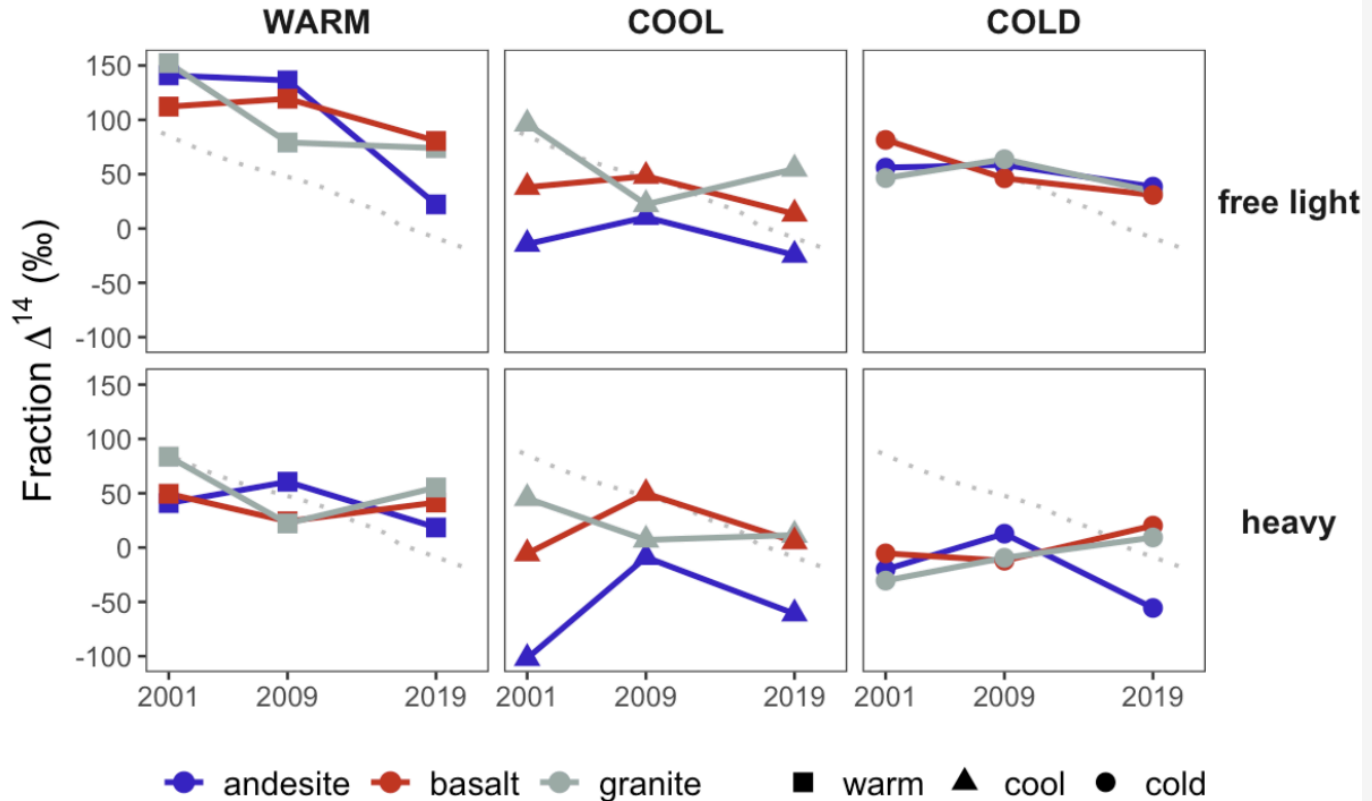 WARM COOL COLD
Fraction Δ¹⁴ (‰)
150
100
50
0
-50
-100
free light
150
100
50
0
-50
-100
heavy
2001 2009 2019 2001 2009 2019 2001 2009 2019
andesite basalt granite warm cool cold